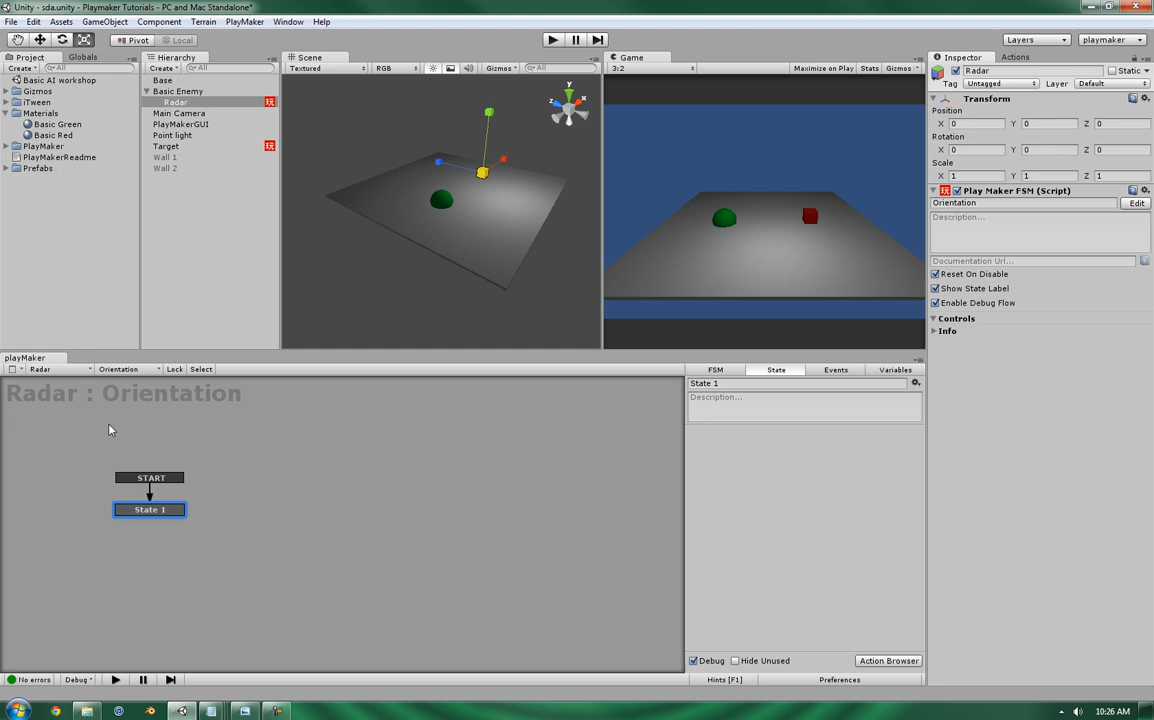 Unity - sda.unity - Playmaker Tutorials - PC and Mac Standalone*
File Edit Assets GameObject Component Terrain PlayMaker Window Help
Pivot Local Layers playmaker
Project Globals
Create All
Basic AI workshop
Gizmos
iTween
Materials
Basic Green
Basic Red
PlayMaker
PlayMakerReadme
Prefabs
Hierarchy
Create All
Base
Basic Enemy
Radar
Main Camera
PlayMakerGUI
Point light
Target
Wall 1
Wall 2
Scene
Textured RGB Gizmos All
y
x
z
Game
3:2 Maximize on Play Stats Gizmos
Inspector Actions
Radar Static
Tag Untagged Layer Default
Transform
Position
X 0 Y 0 Z 0
Rotation
X 0 Y 0 Z 0
Scale
X 1 Y 1 Z 1
Play Maker FSM (Script)
Orientation Edit
Description...
Documentation Url...
Reset On Disable
Show State Label
Enable Debug Flow
Controls
Info
playMaker
Radar Orientation Lock Select
Radar : Orientation
START
State 1
FSM State Events Variables
State 1
Description...
Debug Hide Unused Action Browser
No errors Debug Hints [F1] Preferences
10:26 AM